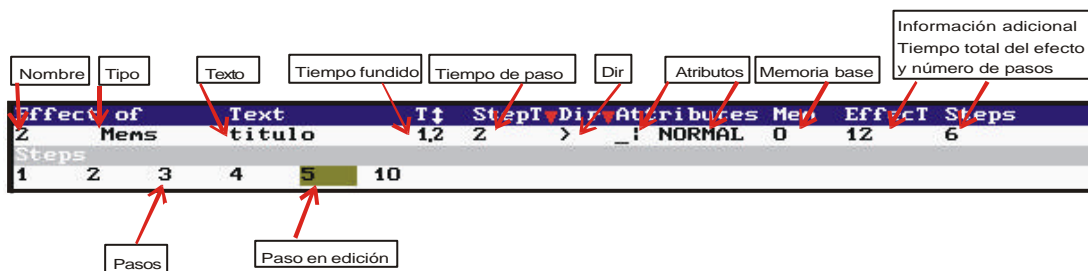 Información adicional
Tiempo total del efecto
y número de pasos
Nombre Tipo Texto Tiempo fundido Tiempo de paso Dir Atributos Memoria base
Effect of Text T↕ StepT▼Dir▼Attributes Mem EffecT Steps
2 Mems titulo 1,2 2 > _¦ NORMAL 0 12 6
Steps
1 2 3 4 5 10
Pasos Paso en edición